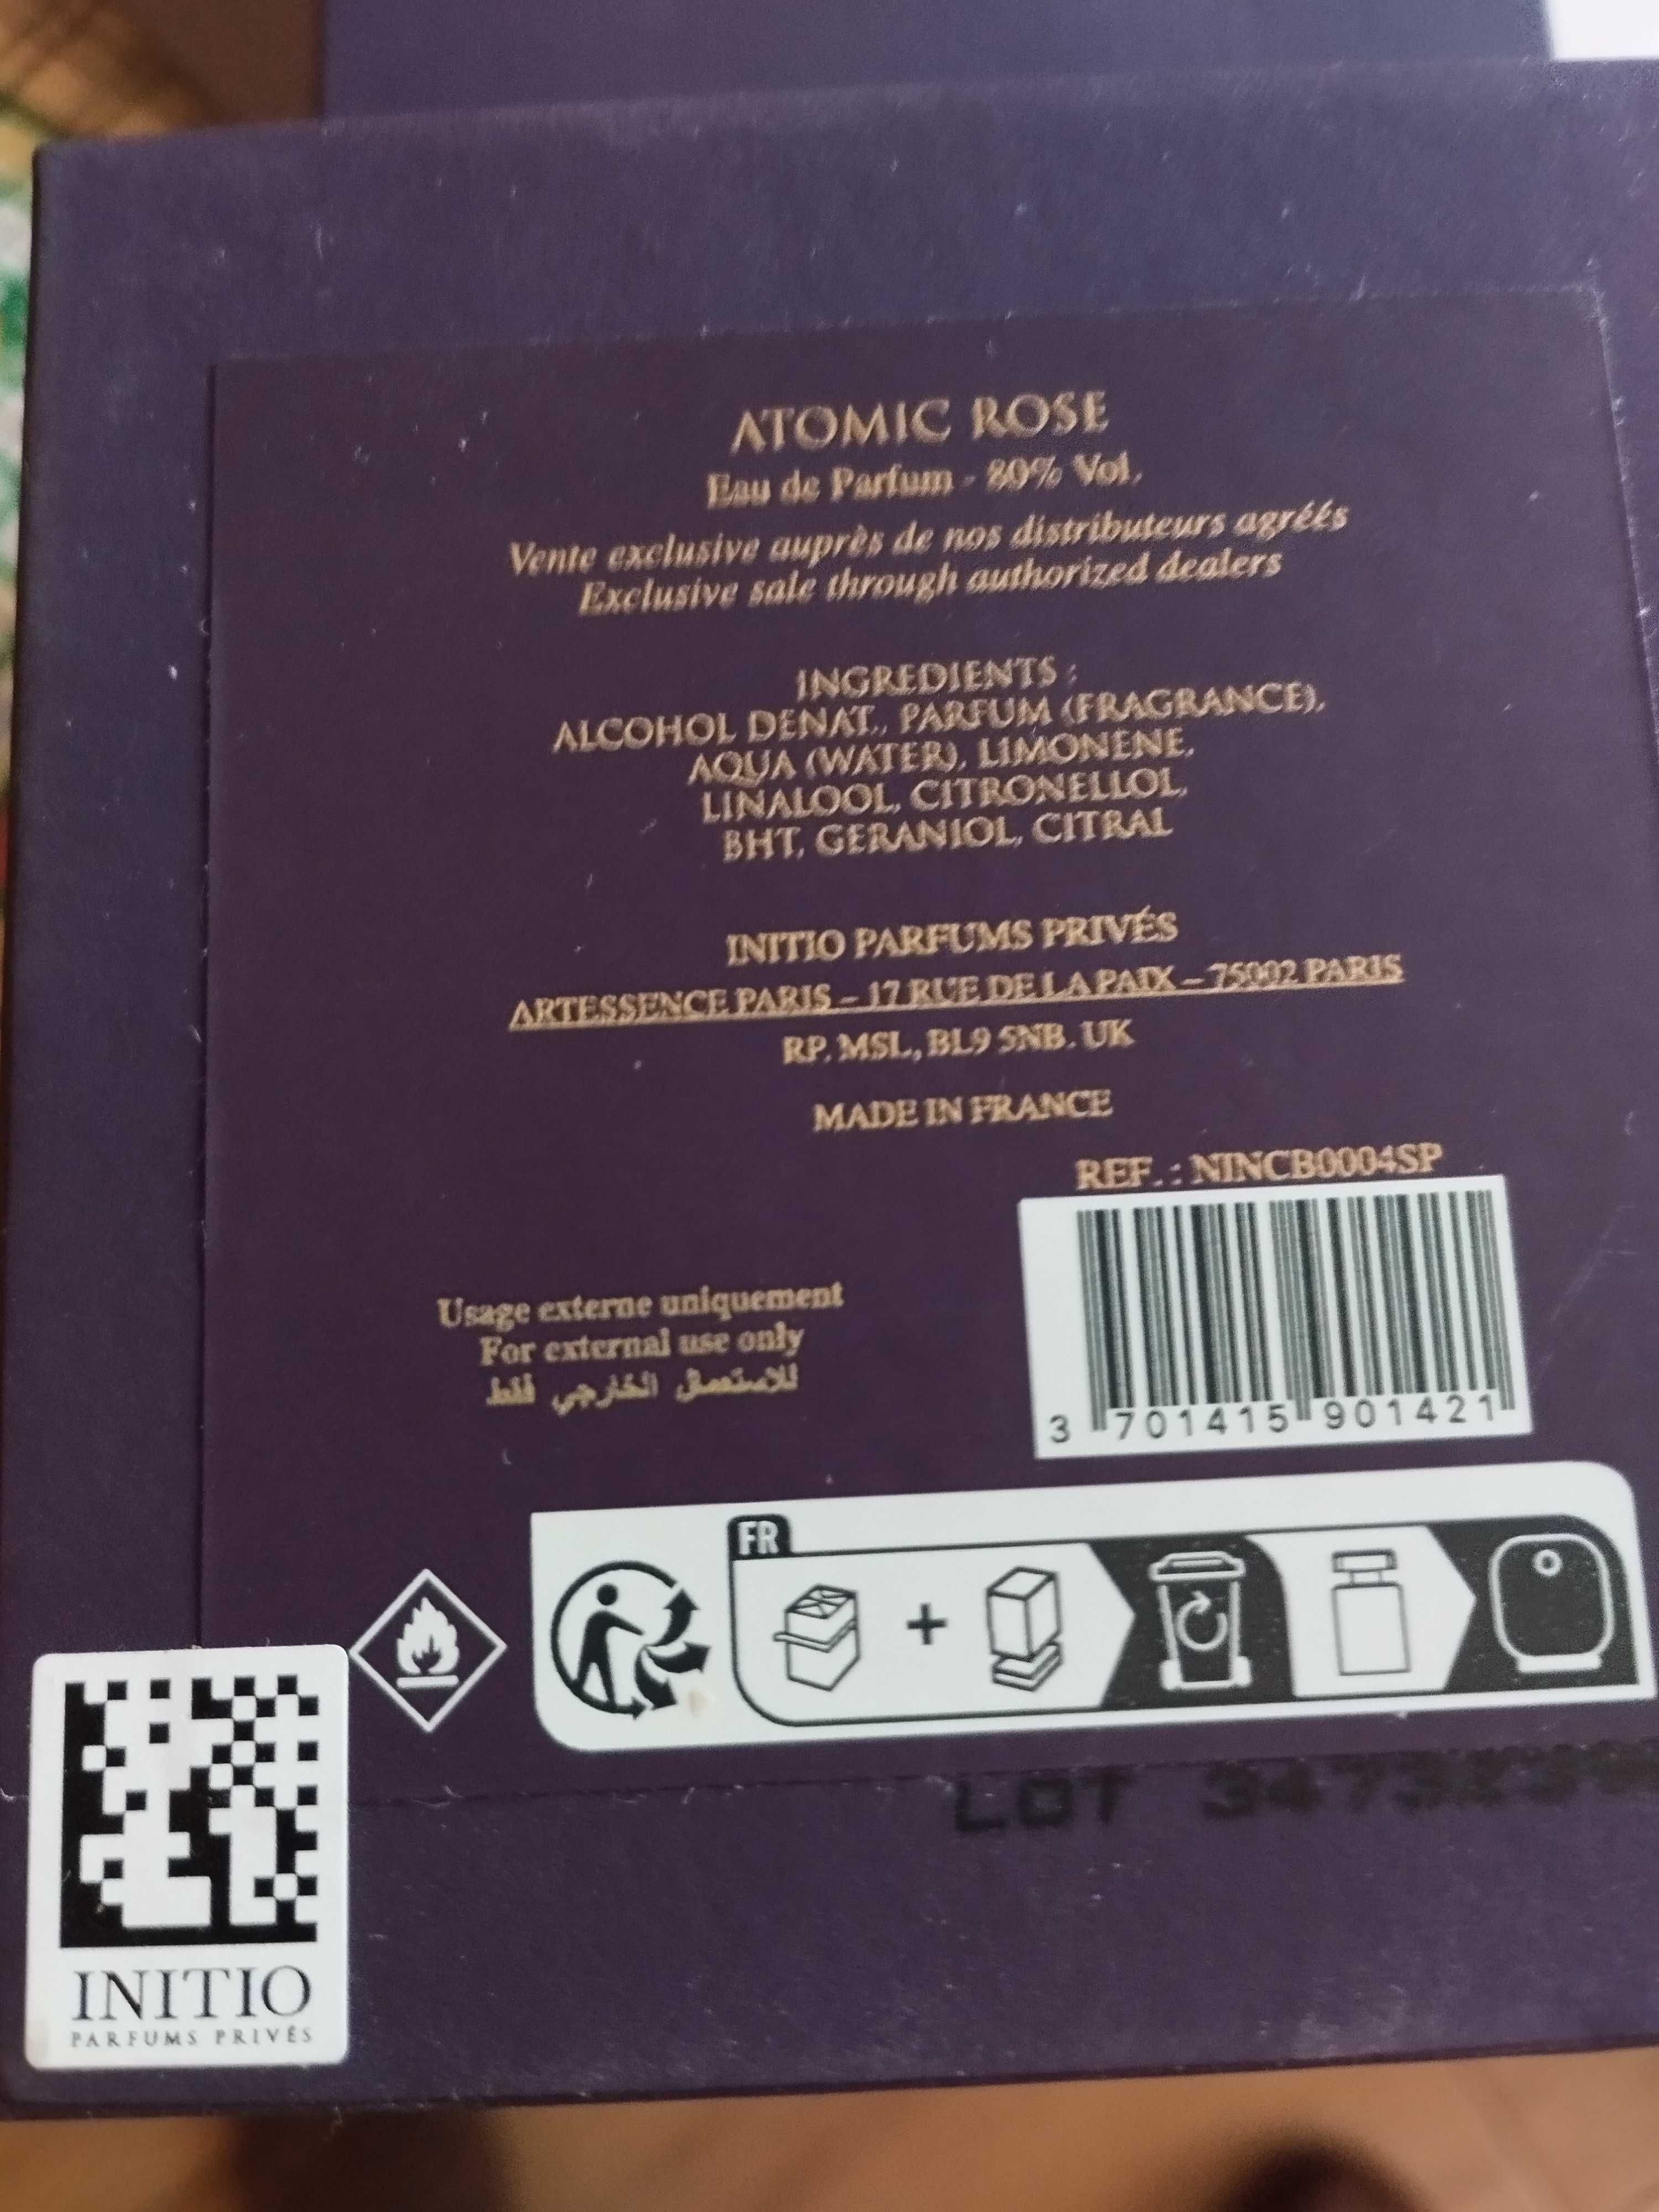 ATOMIC ROSE
Eau de Parfum - 80% Vol.
Vente exclusive auprès de nos distributeurs agréés
Exclusive sale through authorized dealers
INGREDIENTS :
ALCOHOL DENAT., PARFUM (FRAGRANCE),
AQUA (WATER), LIMONENE,
LINALOOL, CITRONELLOL,
BHT, GERANIOL, CITRAL
INITIO PARFUMS PRIVÉS
ARTESSENCE PARIS – 17 RUE DE LA PAIX – 75002 PARIS
RP. MSL, BL9 5NB. UK
MADE IN FRANCE
REF. : NINCB0004SP
Usage externe uniquement
For external use only
للاستعمال الخارجي فقط
3 701415 901421
FR
LOT
INITIO
PARFUMS PRIVÉS